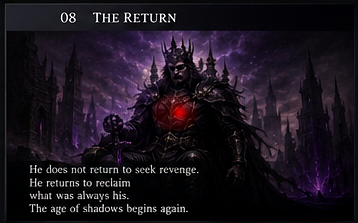 08 The Return
He does not return to seek revenge.
He returns to reclaim
what was always his.
The age of shadows begins again.